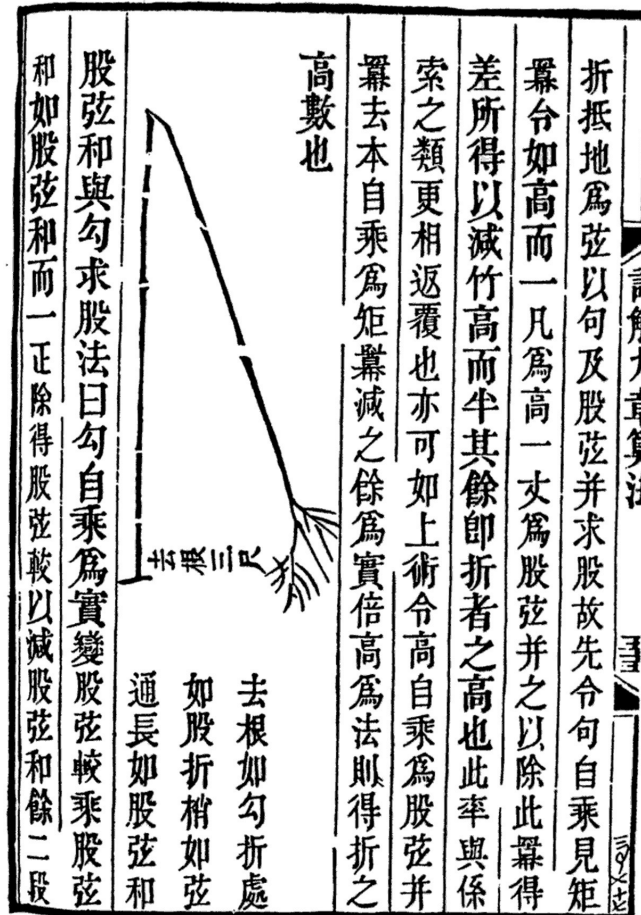 詳解九章算法
折抵地爲弦以句及股弦并求股故先令句自乘見矩
羃令如高而一凡爲高一丈爲股弦并之以除此羃得
差所得以減竹高而半其餘卽折者之高也此率與係
索之類更相返覆也亦可如上術令高自乘爲股弦并
羃去本自乘爲矩羃減之餘爲實倍高爲法則得折之
高數也
去根三尺
去根如勾折處
如股折梢如弦
通長如股弦和
股弦和與勾求股法曰勾自乘爲實變股弦較乘股弦
和如股弦和而一正除得股弦較以減股弦和餘二段